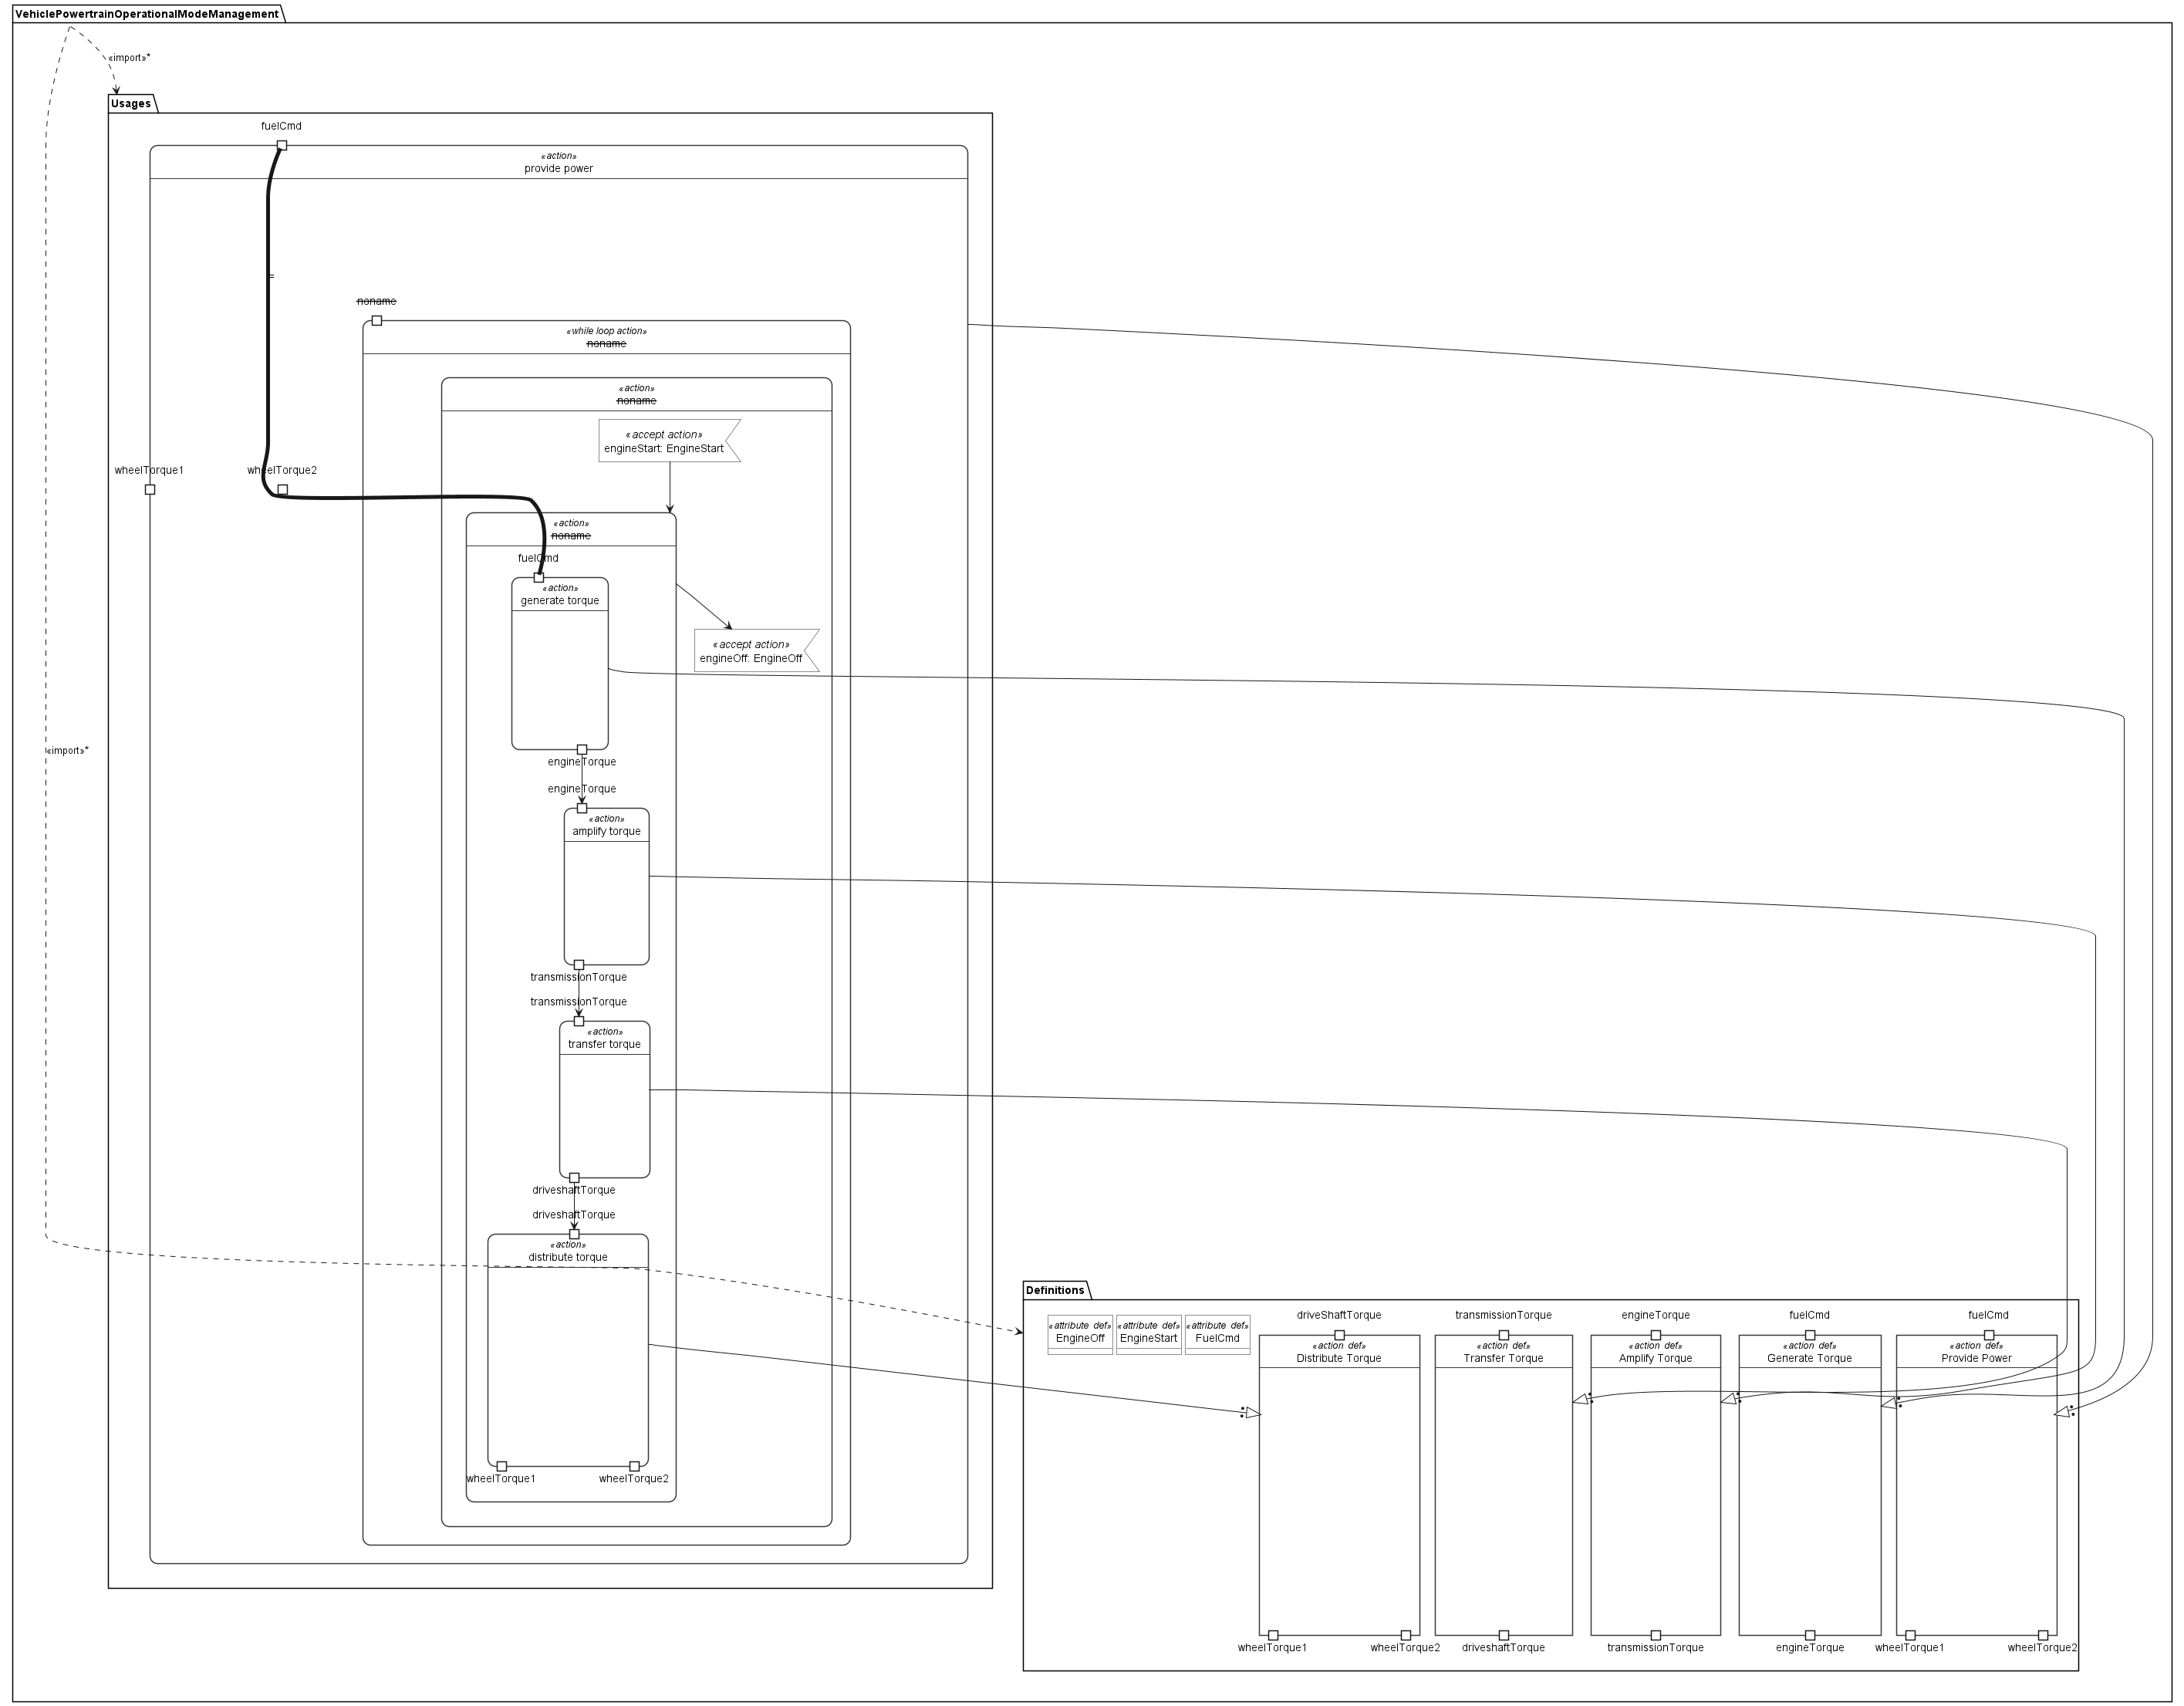 VehiclePowertrainOperationalModeManagement
«import»*
Usages
fuelCmd
«action»
provide power
=
noname
«while loop action»
noname
«action»
noname
«accept action»
engineStart: EngineStart
wheelTorque1
wheelTorque2
«action»
noname
fuelCmd
«action»
generate torque
«accept action»
engineOff: EngineOff
«import»*
engineTorque
engineTorque
«action»
amplify torque
transmissionTorque
transmissionTorque
«action»
transfer torque
driveshaftTorque
driveshaftTorque
«action»
distribute torque
wheelTorque1
wheelTorque2
Definitions
«attribute def»
EngineOff
«attribute def»
EngineStart
«attribute def»
FuelCmd
driveShaftTorque
«action def»
Distribute Torque
wheelTorque1
wheelTorque2
transmissionTorque
«action def»
Transfer Torque
driveshaftTorque
engineTorque
«action def»
Amplify Torque
transmissionTorque
fuelCmd
«action def»
Generate Torque
engineTorque
fuelCmd
«action def»
Provide Power
wheelTorque1
wheelTorque2